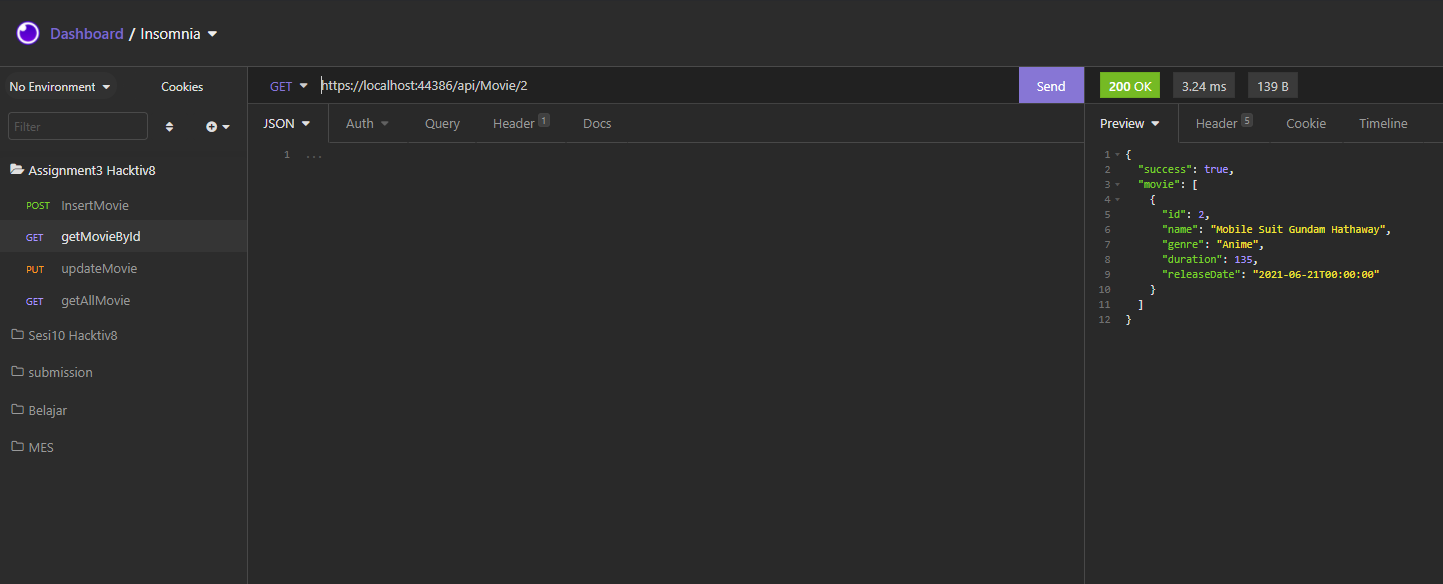 Dashboard / Insomnia
No Environment Cookies
Filter
Assignment3 Hacktiv8
POST InsertMovie
GET getMovieById
PUT updateMovie
GET getAllMovie
Sesi10 Hacktiv8
submission
Belajar
MES
GET https://localhost:44386/api/Movie/2 Send
JSON Auth Query Header 1 Docs
1 ...
200 OK 3.24 ms 139 B
Preview Header 5 Cookie Timeline
1 {
2 "success": true,
3 "movie": [
4 {
5 "id": 2,
6 "name": "Mobile Suit Gundam Hathaway",
7 "genre": "Anime",
8 "duration": 135,
9 "releaseDate": "2021-06-21T00:00:00"
10 }
11 ]
12 }